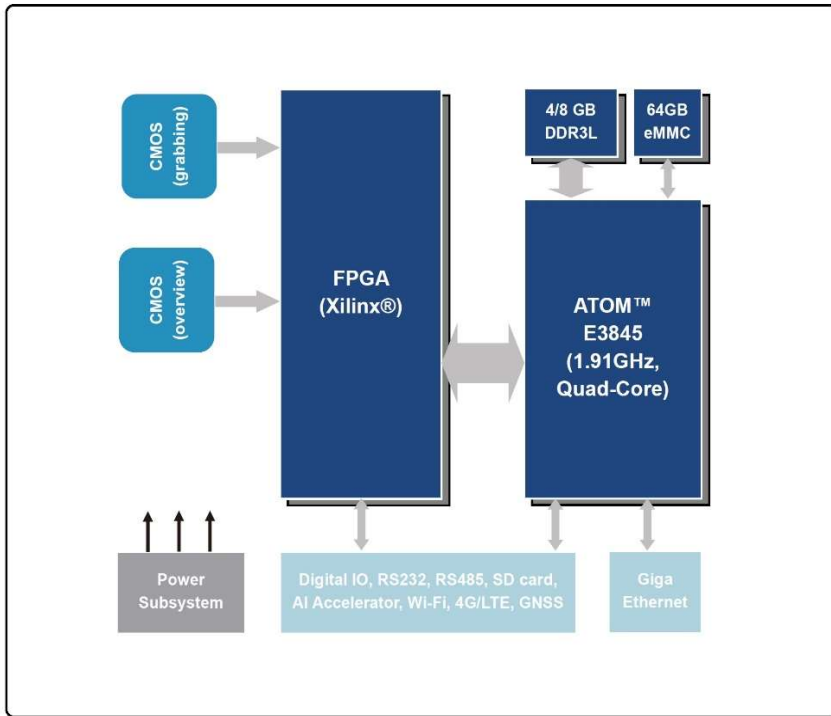 CMOS
(grabbing)
CMOS
(overview)
FPGA
(Xilinx®)
4/8 GB
DDR3L
64GB
eMMC
ATOM™
E3845
(1.91GHz,
Quad-Core)
Power
Subsystem
Digital IO, RS232, RS485, SD card,
AI Accelerator, Wi-Fi, 4G/LTE, GNSS
Giga
Ethernet